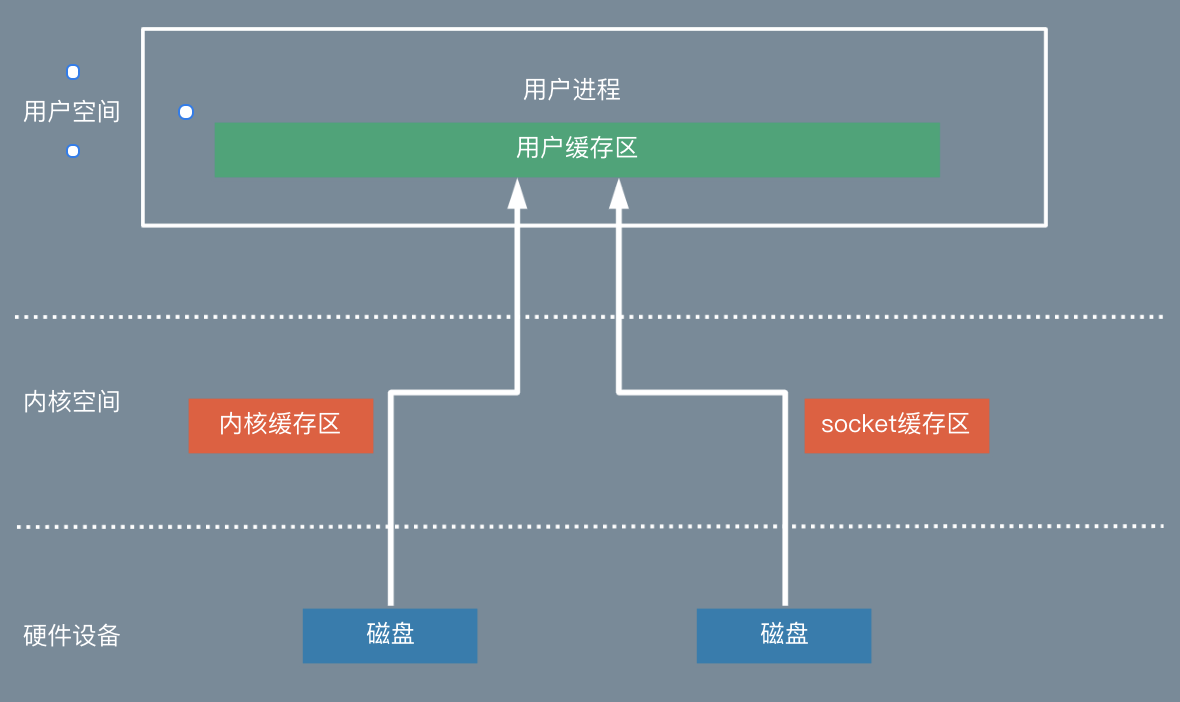 用户进程
用户空间
用户缓存区
内核空间
内核缓存区
socket缓存区
硬件设备
磁盘
磁盘